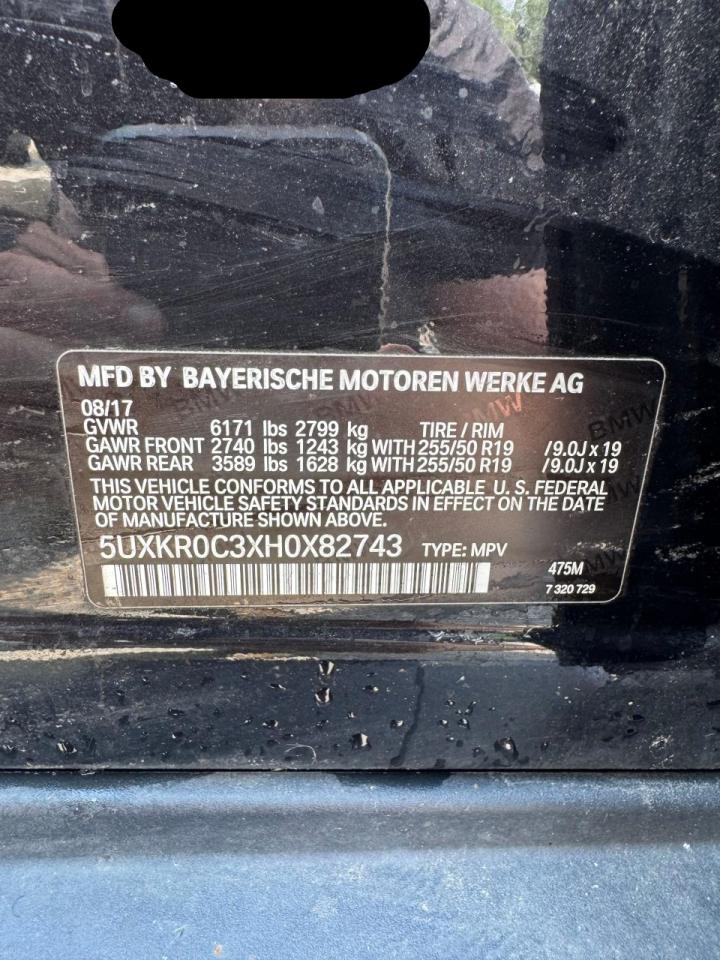 MFD BY BAYERISCHE MOTOREN WERKE AG
08/17
GVWR 6171 lbs 2799 kg TIRE / RIM
GAWR FRONT 2740 lbs 1243 kg WITH 255/50 R19 /9.0J x 19
GAWR REAR 3589 lbs 1628 kg WITH 255/50 R19 /9.0J x 19
THIS VEHICLE CONFORMS TO ALL APPLICABLE U. S. FEDERAL
MOTOR VEHICLE SAFETY STANDARDS IN EFFECT ON THE DATE
OF MANUFACTURE SHOWN ABOVE.
5UXKR0C3XH0X82743 TYPE: MPV
475M
7 320 729
BMW
BMW
BMW